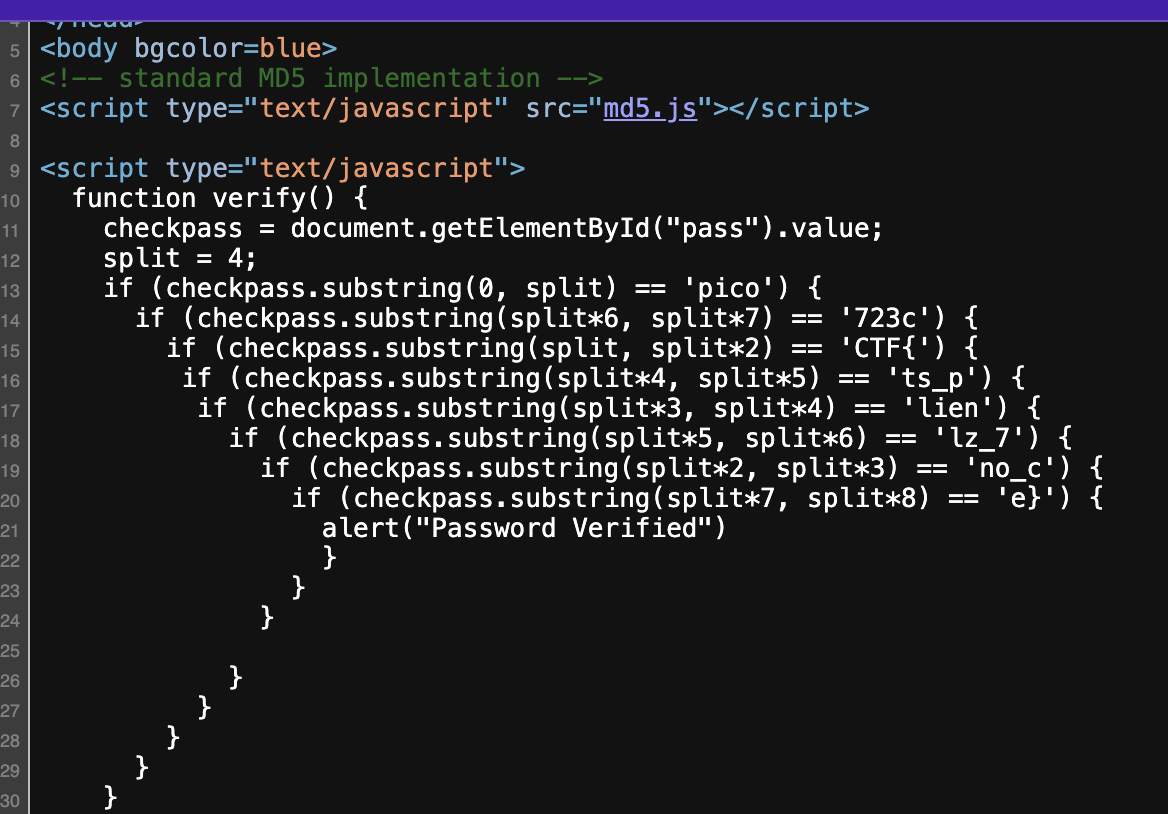 4 </head>
5 <body bgcolor=blue>
6 <!-- standard MD5 implementation -->
7 <script type="text/javascript" src="md5.js"></script>
8
9 <script type="text/javascript">
10   function verify() {
11     checkpass = document.getElementById("pass").value;
12     split = 4;
13     if (checkpass.substring(0, split) == 'pico') {
14       if (checkpass.substring(split*6, split*7) == '723c') {
15         if (checkpass.substring(split, split*2) == 'CTF{') {
16          if (checkpass.substring(split*4, split*5) == 'ts_p') {
17           if (checkpass.substring(split*3, split*4) == 'lien') {
18             if (checkpass.substring(split*5, split*6) == 'lz_7') {
19               if (checkpass.substring(split*2, split*3) == 'no_c') {
20                 if (checkpass.substring(split*7, split*8) == 'e}') {
21                   alert("Password Verified")
22                   }
23                 }
24               }
25
26             }
27           }
28         }
29       }
30     }